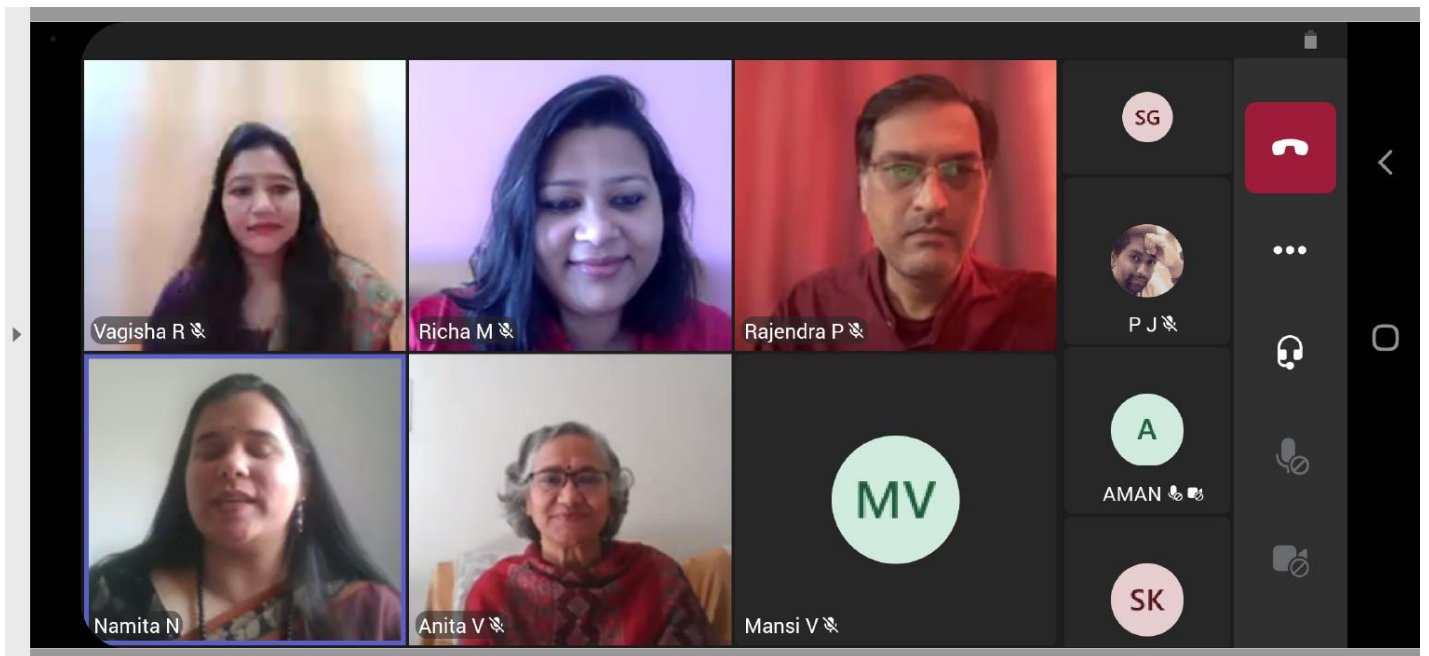 Vagisha R
Richa M
Rajendra P
SG
P J
Namita N
Anita V
MV
Mansi V
A
AMAN
SK